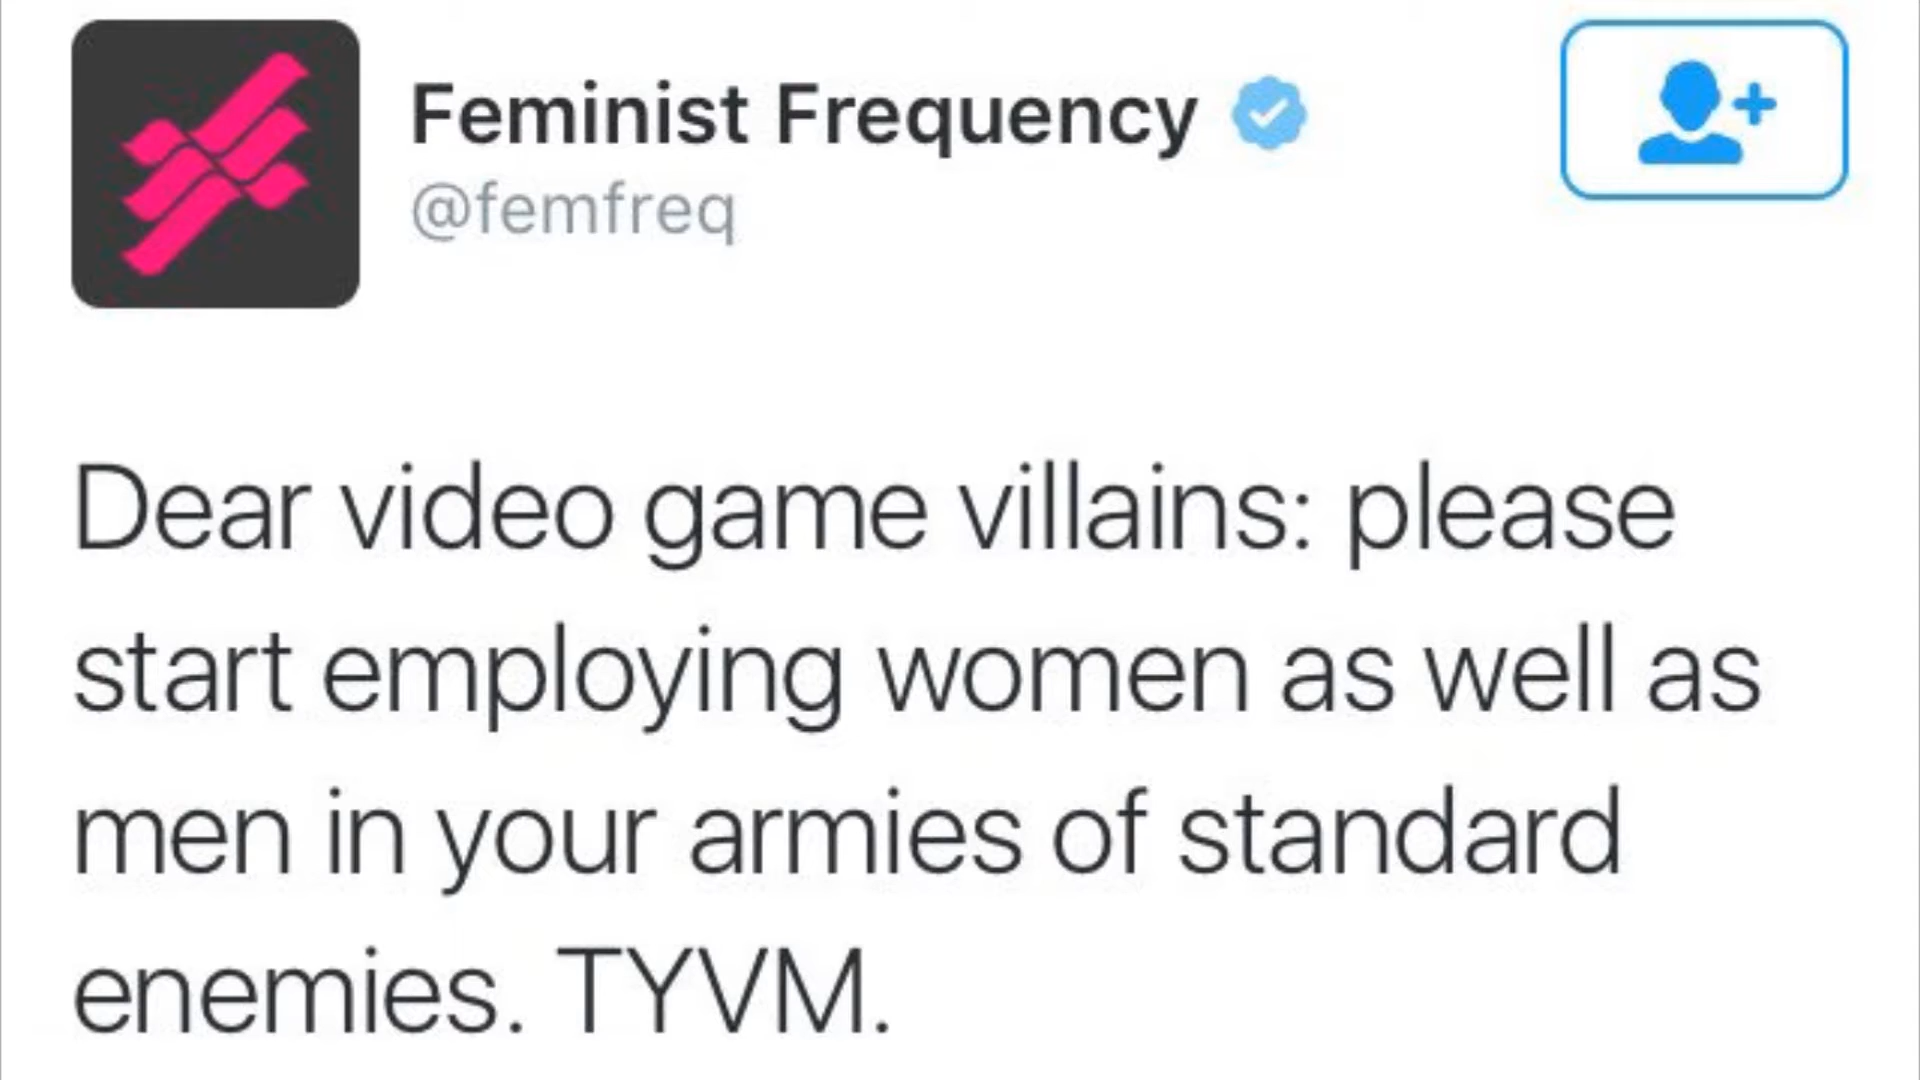 Feminist Frequency
@femfreq
Dear video game villains: please
start employing women as well as
men in your armies of standard
enemies. TYVM.